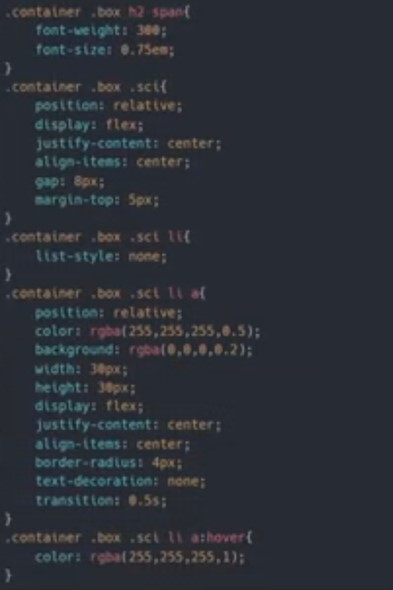 .container .box h2 span{
    font-weight: 300;
    font-size: 0.75em;
}
.container .box .sci{
    position: relative;
    display: flex;
    justify-content: center;
    align-items: center;
    gap: 8px;
    margin-top: 5px;
}
.container .box .sci li{
    list-style: none;
}
.container .box .sci li a{
    position: relative;
    color: rgba(255,255,255,0.5);
    background: rgba(0,0,0,0.2);
    width: 30px;
    height: 30px;
    display: flex;
    justify-content: center;
    align-items: center;
    border-radius: 4px;
    text-decoration: none;
    transition: 0.5s;
}
.container .box .sci li a:hover{
    color: rgba(255,255,255,1);
}